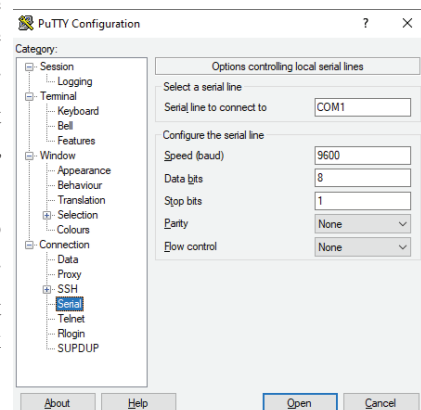 PuTTY Configuration ? ×
Category:
Session
Logging
Terminal
Keyboard
Bell
Features
Window
Appearance
Behaviour
Translation
Selection
Colours
Connection
Data
Proxy
SSH
Serial
Telnet
Rlogin
SUPDUP
Options controlling local serial lines
Select a serial line
Serial line to connect to COM1
Configure the serial line
Speed (baud) 9600
Data bits 8
Stop bits 1
Parity None
Flow control None
About Help Open Cancel